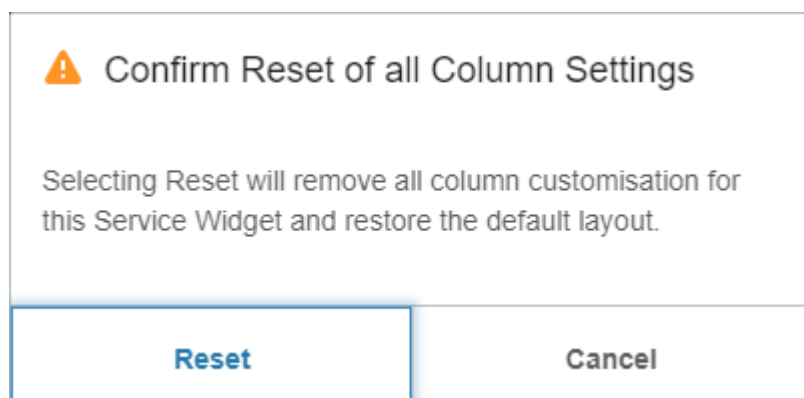 Confirm Reset of all Column Settings
Selecting Reset will remove all column customisation for
this Service Widget and restore the default layout.
Reset
Cancel